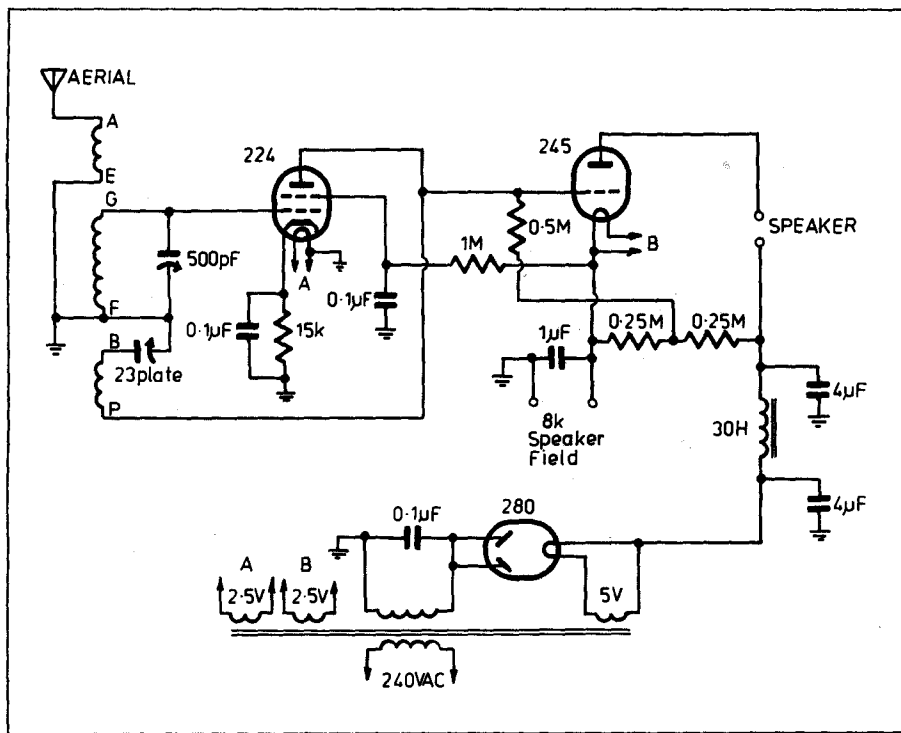 AERIAL
A
E
G
F
B
P
500pF
23plate
224
A
0·1µF
15k
0·1µF
1M
245
0·5M
B
SPEAKER
0·25M
0·25M
1µF
8k
Speaker
Field
30H
4µF
4µF
280
0·1µF
A
2·5V
B
2·5V
5V
240VAC